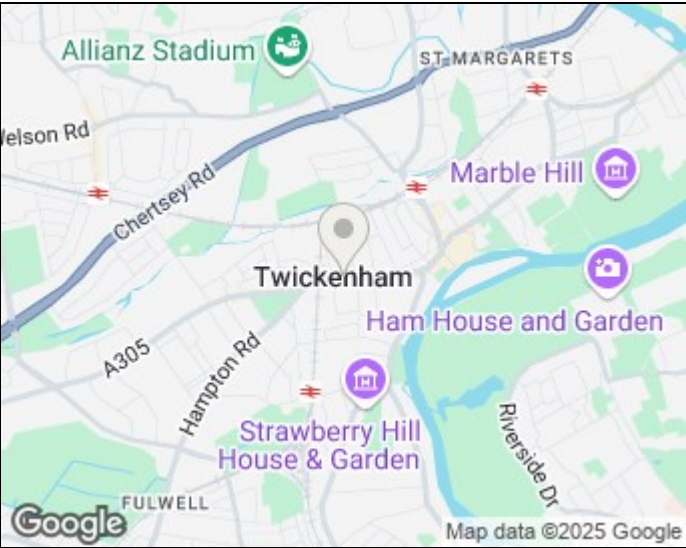 Allianz Stadium
ST MARGARETS
Nelson Rd
Marble Hill
Chertsey Rd
Twickenham
Ham House and Garden
A305
Hampton Rd
Strawberry Hill
House & Garden
Riverside Dr
FULWELL
Google
Map data ©2025 Google